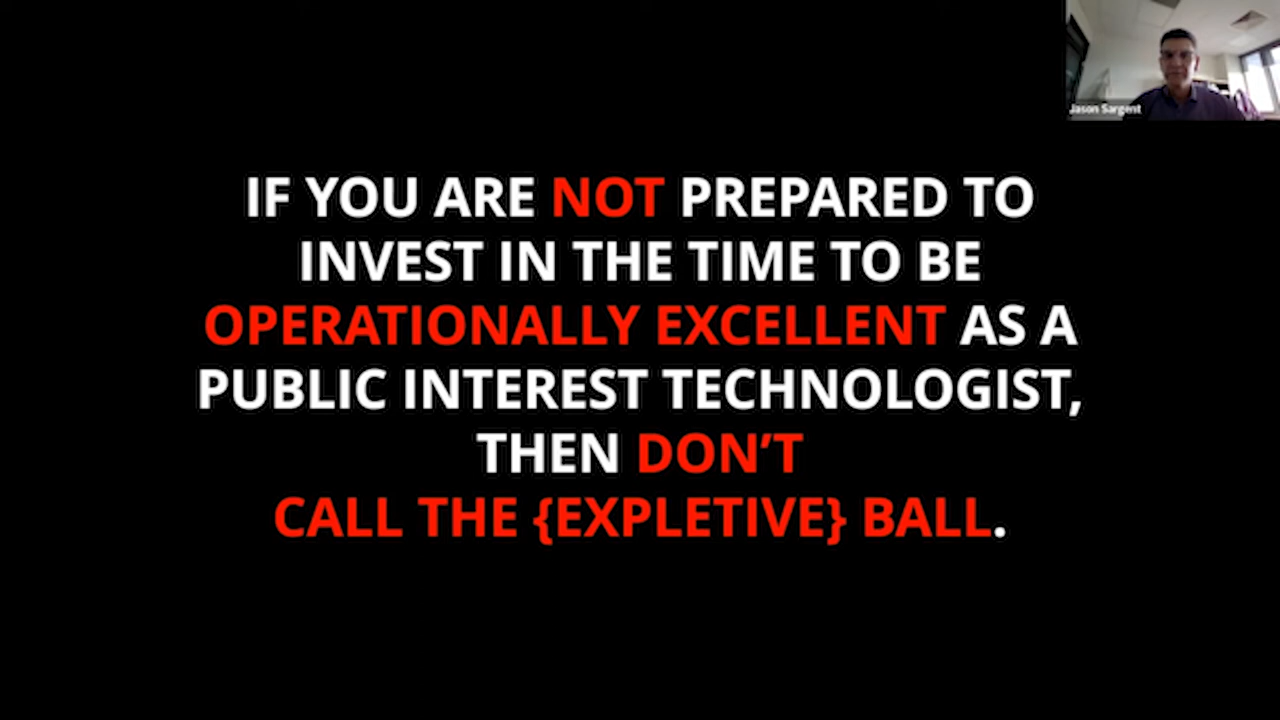 Jason Sargent
IF YOU ARE NOT PREPARED TO
INVEST IN THE TIME TO BE
OPERATIONALLY EXCELLENT AS A
PUBLIC INTEREST TECHNOLOGIST,
THEN DON’T
CALL THE {EXPLETIVE} BALL.